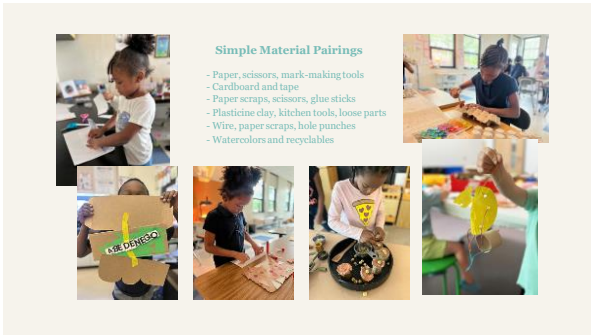 Simple Material Pairings
- Paper, scissors, mark-making tools
- Cardboard and tape
- Paper scraps, scissors, glue sticks
- Plasticine clay, kitchen tools, loose parts
- Wire, paper scraps, hole punches
- Watercolors and recyclables